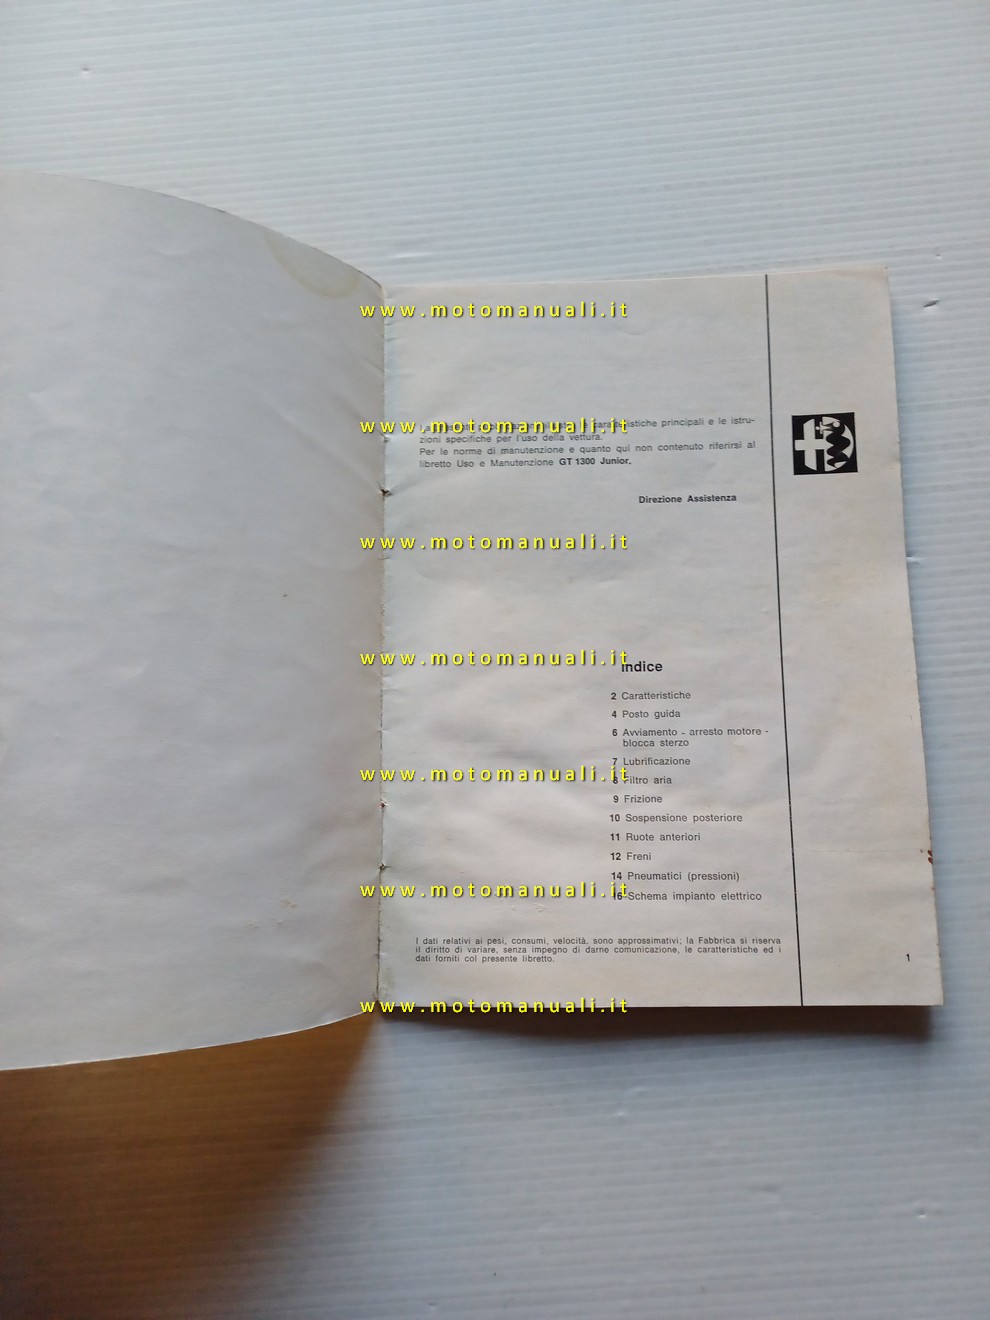 www.motomanuali.it
www.motomanuali.it
stiche principali e le istru-
zioni specifiche per l'uso della vettura.
Per le norme di manutenzione e quanto qui non contenuto riferirsi al
libretto Uso e Manutenzione GT 1300 Junior.
Direzione Assistenza
www.motomanuali.it
www.motomanuali.it
Indice
2 Caratteristiche
4 Posto guida
6 Avviamento - arresto motore -
blocca sterzo
7 Lubrificazione
www.motomanuali.it
8 Filtro aria
9 Frizione
10 Sospensione posteriore
11 Ruote anteriori
12 Freni
14 Pneumatici (pressioni)
www.motomanuali.it
16 Schema impianto elettrico
I dati relativi ai pesi, consumi, velocità, sono approssimativi; la Fabbrica si riserva
il diritto di variare, senza impegno di darne comunicazione, le caratteristiche ed i
dati forniti col presente libretto.
1
www.motomanuali.it